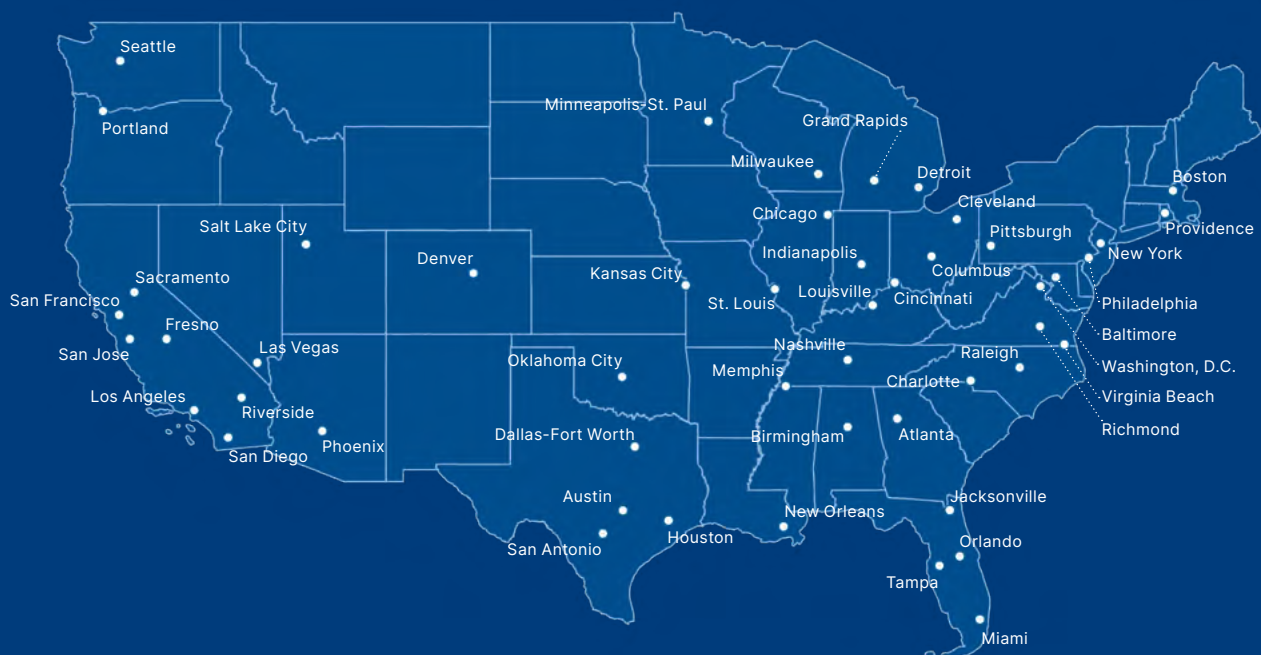 Seattle
Minneapolis-St. Paul
Grand Rapids
Portland
Milwaukee
Detroit
Boston
Cleveland
Chicago
Salt Lake City
Providence
Pittsburgh
Indianapolis
New York
Denver
Columbus
Kansas City
Sacramento
Louisville
Cincinnati
San Francisco
St. Louis
Philadelphia
Fresno
Baltimore
Nashville
Las Vegas
San Jose
Raleigh
Oklahoma City
Washington, D.C.
Memphis
Charlotte
Los Angeles
Virginia Beach
Riverside
Richmond
Dallas-Fort Worth
Birmingham
Atlanta
Phoenix
San Diego
Austin
Jacksonville
New Orleans
Houston
Orlando
San Antonio
Tampa
Miami